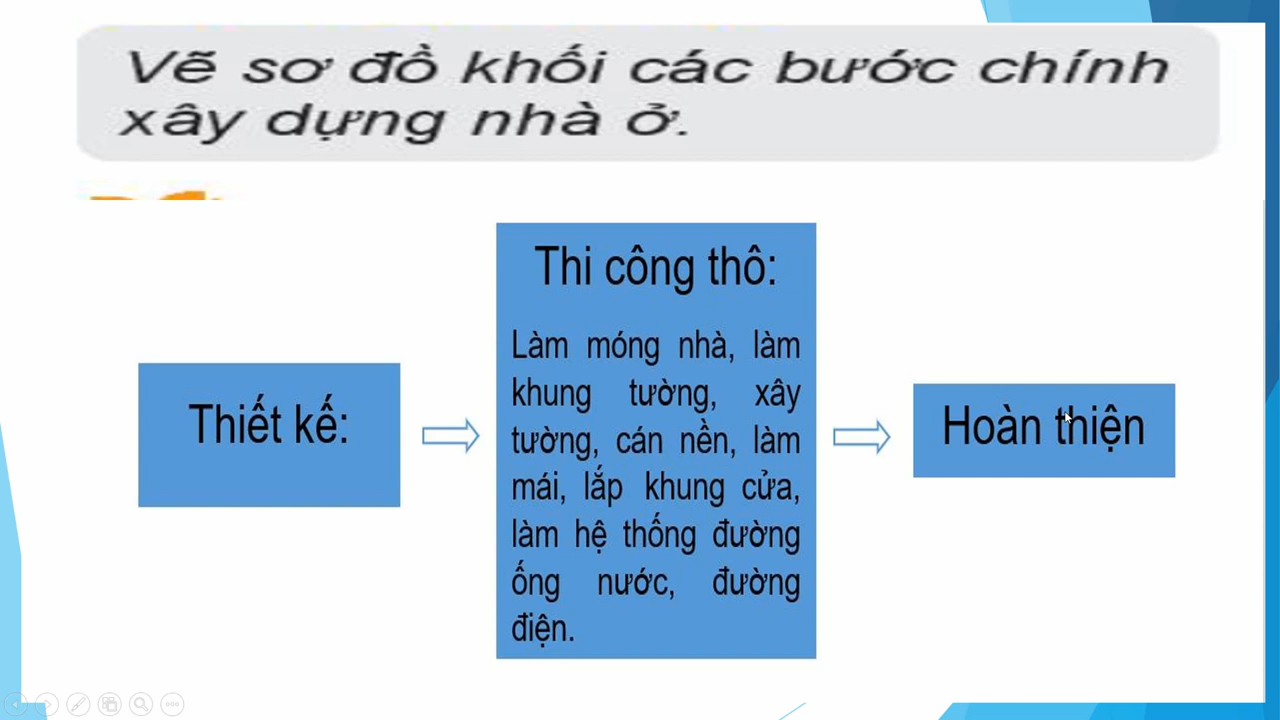 Vẽ sơ đồ khối các bước chính
xây dựng nhà ở.
Thiết kế:
Thi công thô:
Làm móng nhà, làm
khung tường, xây
tường, cán nền, làm
mái, lắp khung cửa,
làm hệ thống đường
ống nước, đường
điện.
Hoàn thiện